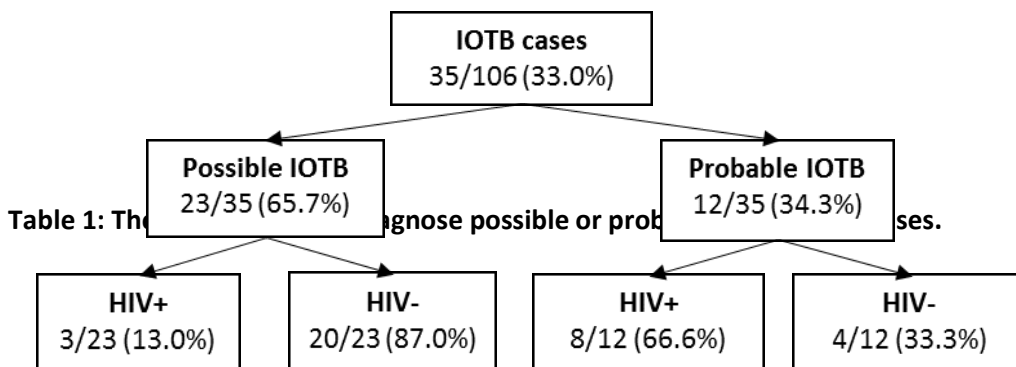 IOTB cases
35/106 (33.0%)
Possible IOTB
23/35 (65.7%)
Probable IOTB
12/35 (34.3%)
Table 1: The agnose possible or prob ses.
HIV+
3/23 (13.0%)
HIV-
20/23 (87.0%)
HIV+
8/12 (66.6%)
HIV-
4/12 (33.3%)